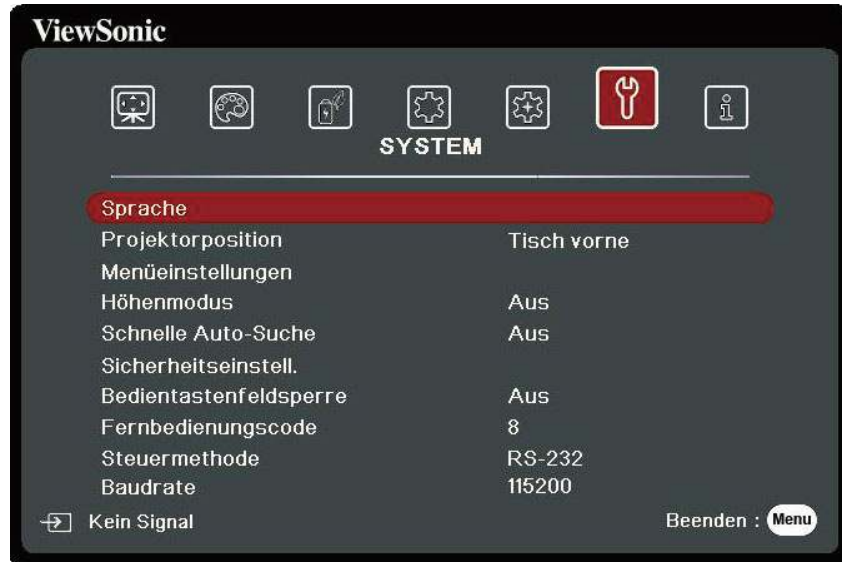 ViewSonic
SYSTEM
Sprache
Projektorposition Tisch vorne
Menüeinstellungen
Höhenmodus Aus
Schnelle Auto-Suche Aus
Sicherheitseinstell.
Bedientastenfeldsperre Aus
Fernbedienungscode 8
Steuermethode RS-232
Baudrate 115200
Kein Signal Beenden : Menu